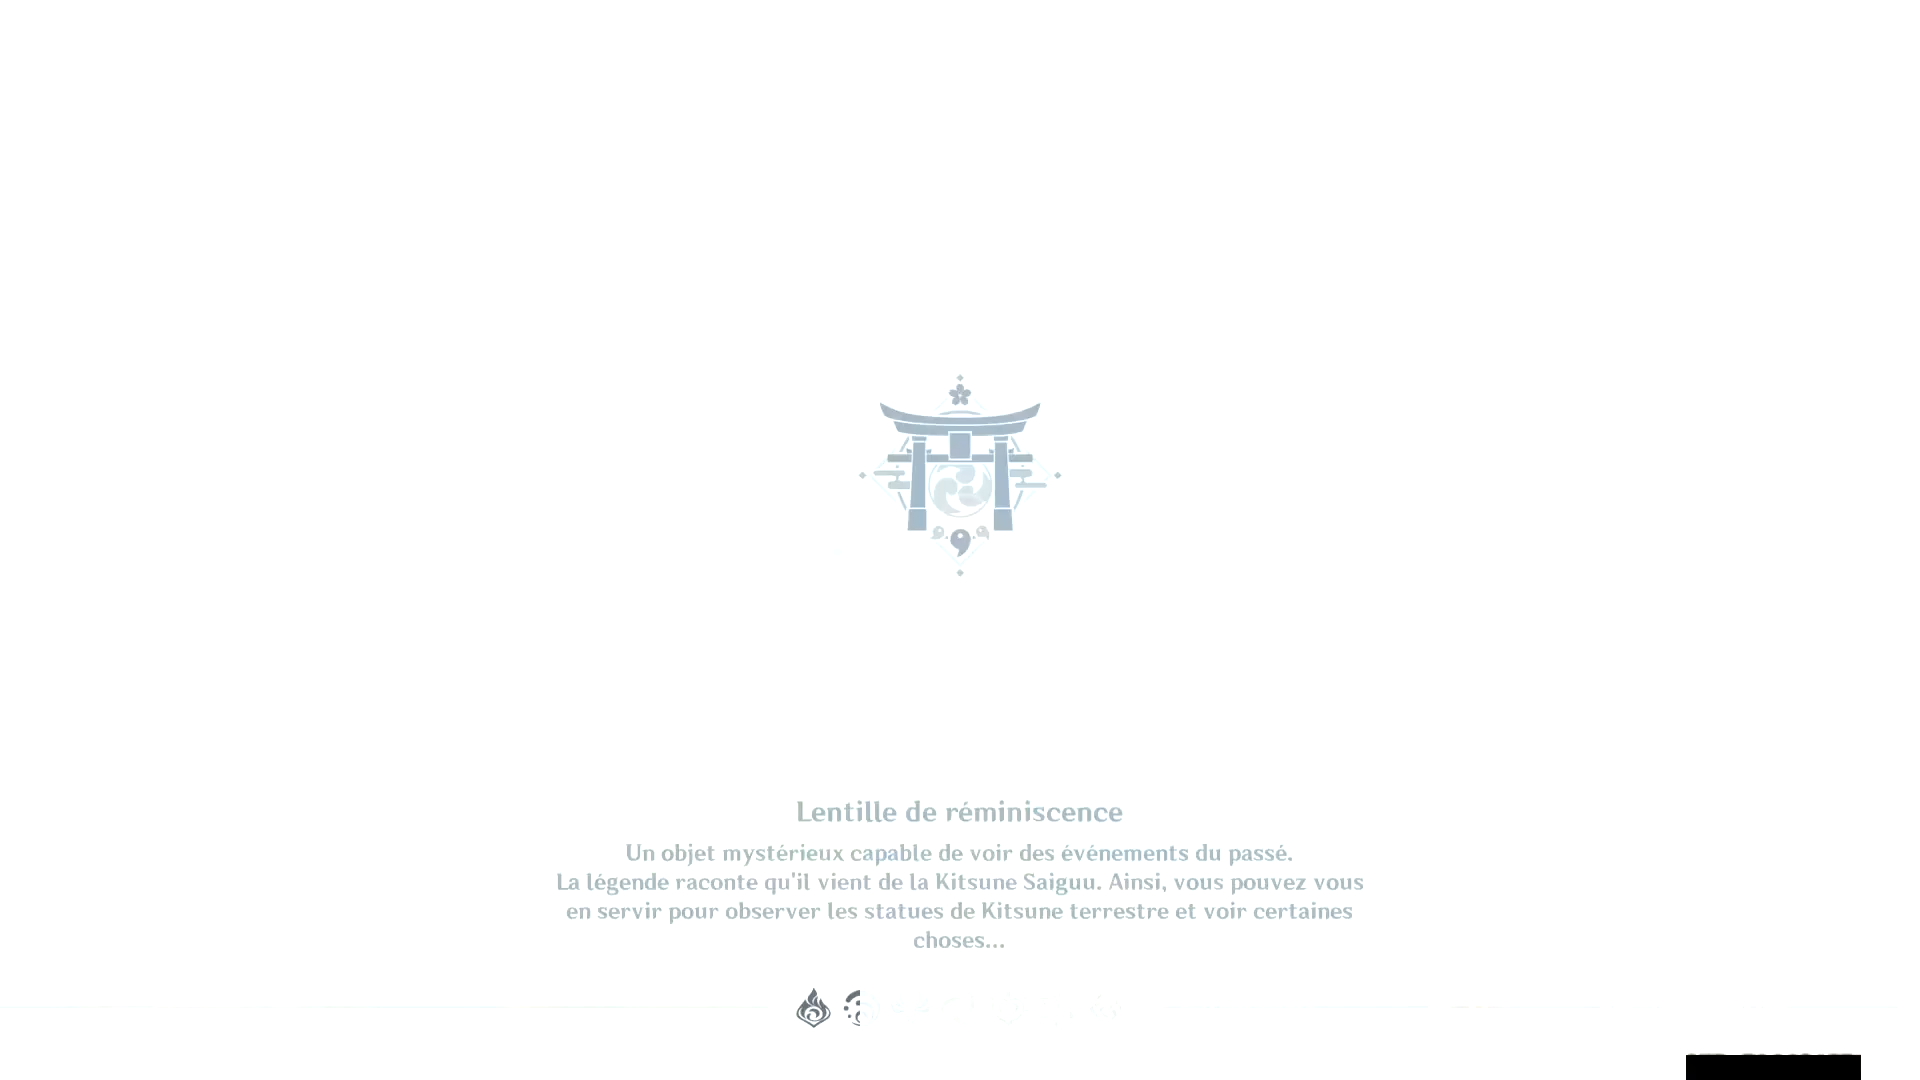 Lentille de réminiscence
Un objet mystérieux capable de voir des événements du passé.
La légende raconte qu'il vient de la Kitsune Saiguu. Ainsi, vous pouvez vous
en servir pour observer les statues de Kitsune terrestre et voir certaines
choses...